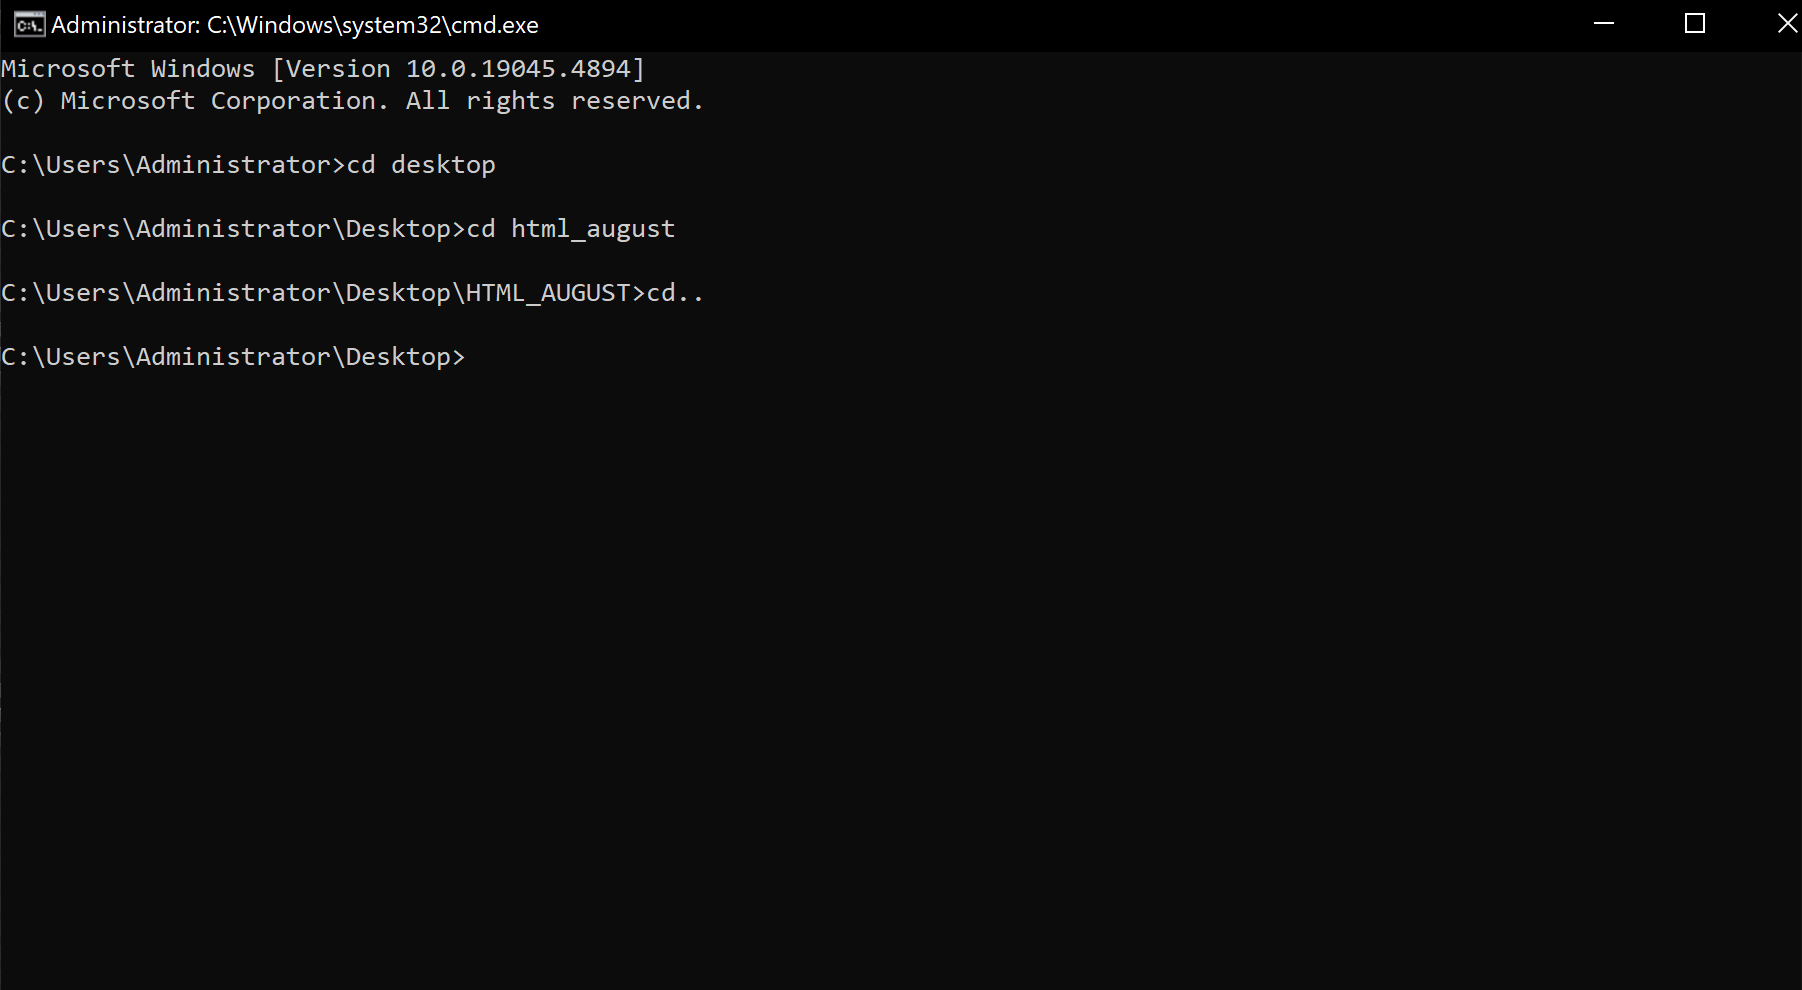 Administrator: C:\Windows\system32\cmd.exe
Microsoft Windows [Version 10.0.19045.4894]
(c) Microsoft Corporation. All rights reserved.
C:\Users\Administrator>cd desktop
C:\Users\Administrator\Desktop>cd html_august
C:\Users\Administrator\Desktop\HTML_AUGUST>cd..
C:\Users\Administrator\Desktop>